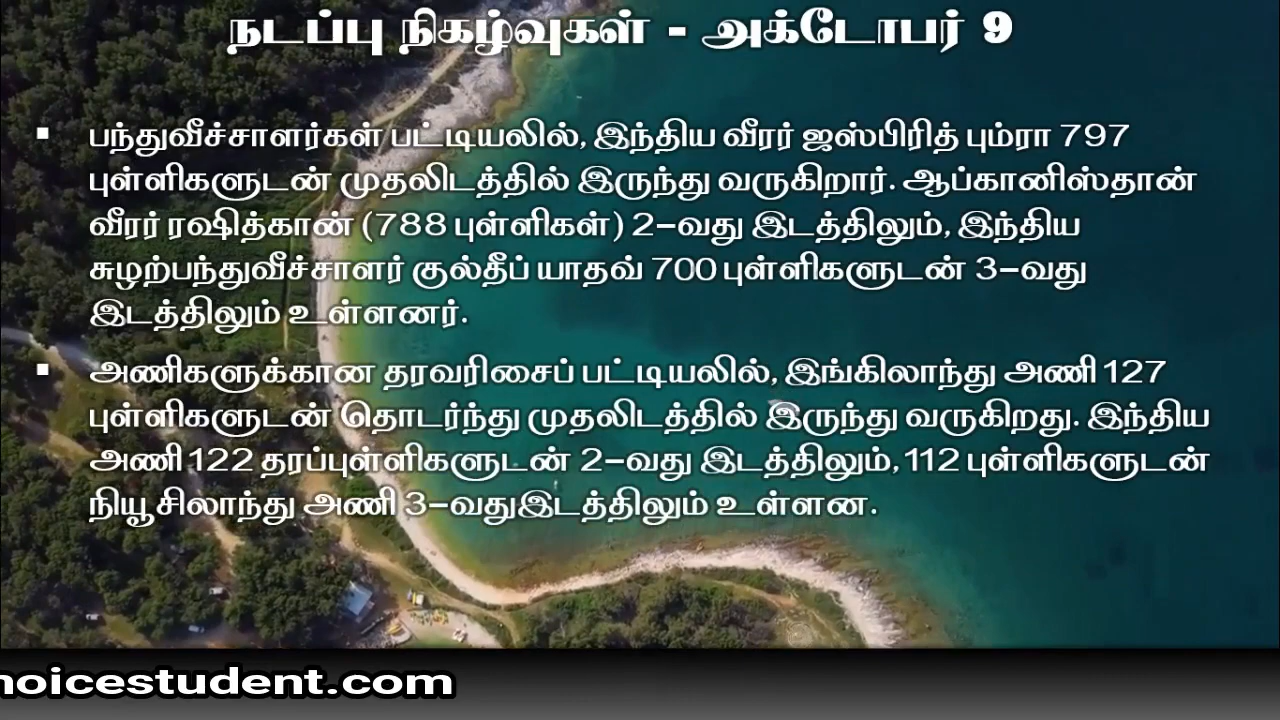 நடப்பு நிகழ்வுகள் - அக்டோபர் 9
▪ பந்துவீச்சாளர்கள் பட்டியலில், இந்திய வீரர் ஜஸ்பிரித் பும்ரா 797
புள்ளிகளுடன் முதலிடத்தில் இருந்து வருகிறார். ஆப்கானிஸ்தான்
வீரர் ரஷித்கான் (788 புள்ளிகள்) 2-வது இடத்திலும், இந்திய
சுழற்பந்துவீச்சாளர் குல்தீப் யாதவ் 700 புள்ளிகளுடன் 3-வது
இடத்திலும் உள்ளனர்.
▪ அணிகளுக்கான தரவரிசைப் பட்டியலில், இங்கிலாந்து அணி 127
புள்ளிகளுடன் தொடர்ந்து முதலிடத்தில் இருந்து வருகிறது. இந்திய
அணி 122 தரப்புள்ளிகளுடன் 2-வது இடத்திலும், 112 புள்ளிகளுடன்
நியூசிலாந்து அணி 3-வதுஇடத்திலும் உள்ளன.
hoicestudent.com